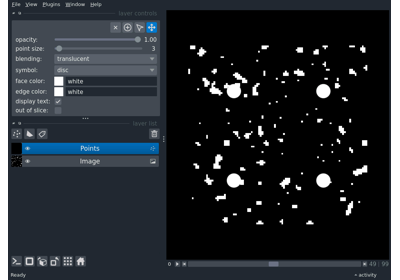 File View Plugins Window Help
layer controls
opacity: 1.00
point size: 3
blending: translucent
symbol: disc
face color: white
edge color: white
display text:
out of slice:
layer list
Points
Image
Ready
49 99
activity